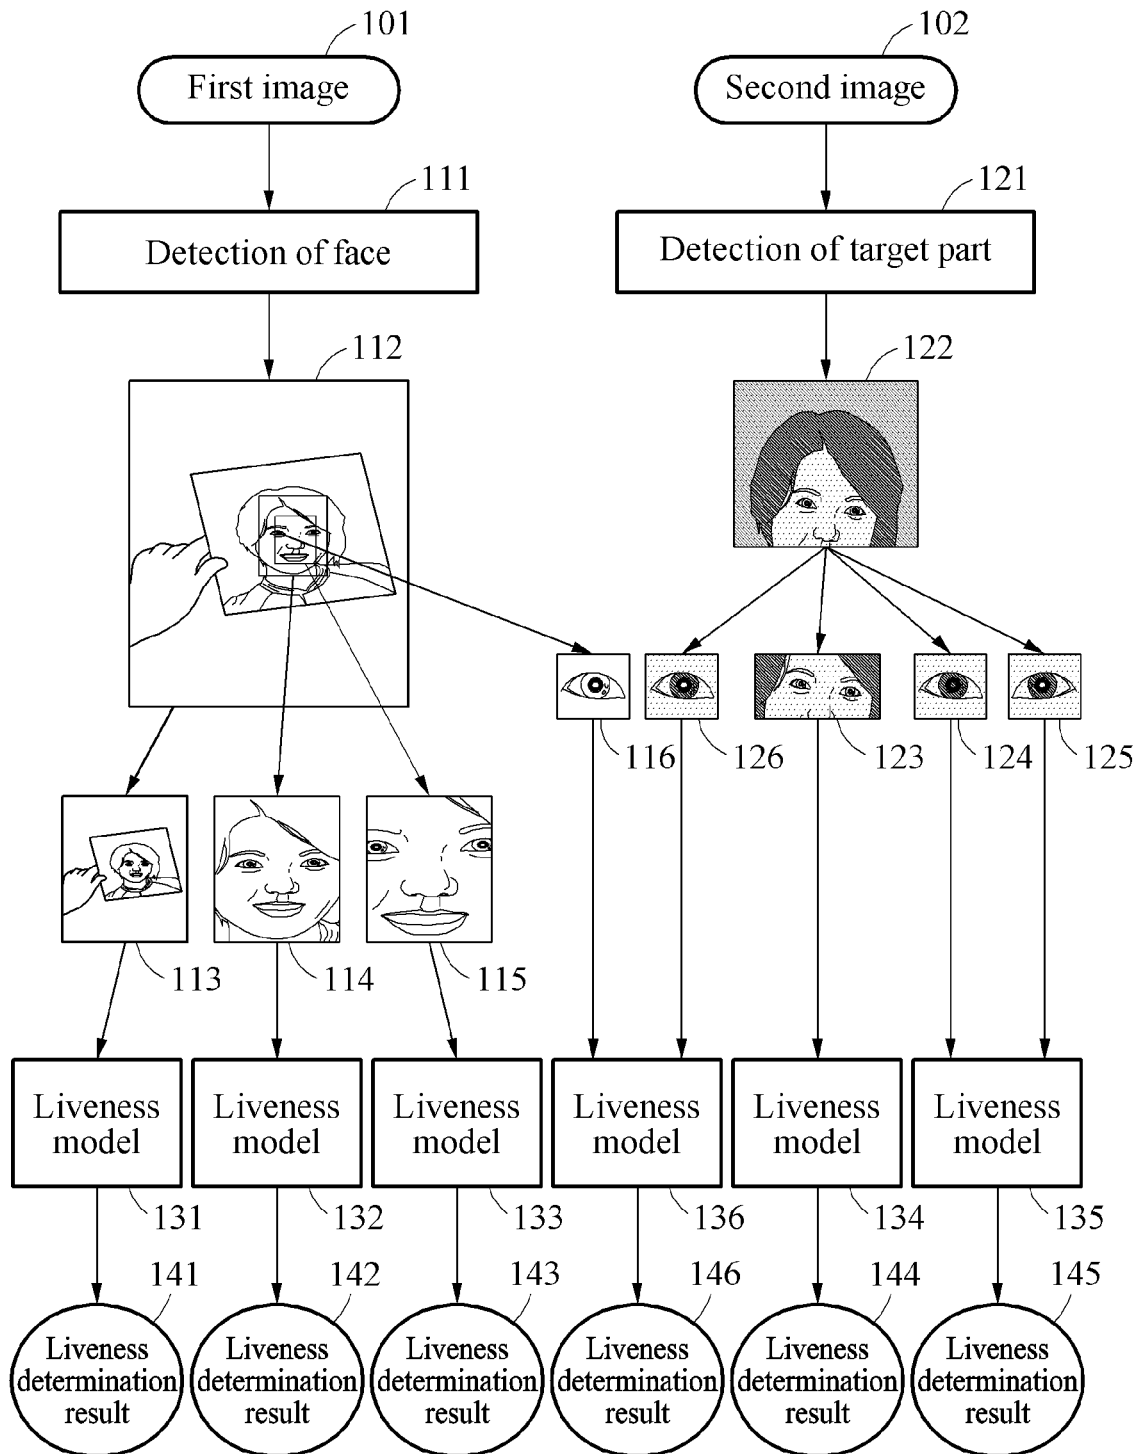 101
102
First image
Second image
111
121
Detection of face
Detection of target part
112
122
116
126
123
124
125
113
114
115
Liveness
model
Liveness
model
Liveness
model
Liveness
model
Liveness
model
Liveness
model
131
132
133
136
134
135
141
142
143
146
144
145
Liveness
determination
result
Liveness
determination
result
Liveness
determination
result
Liveness
determination
result
Liveness
determination
result
Liveness
determination
result